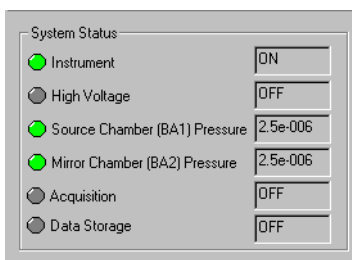 System Status
Instrument ON
High Voltage OFF
Source Chamber (BA1) Pressure 2.5e-006
Mirror Chamber (BA2) Pressure 2.5e-006
Acquisition OFF
Data Storage OFF